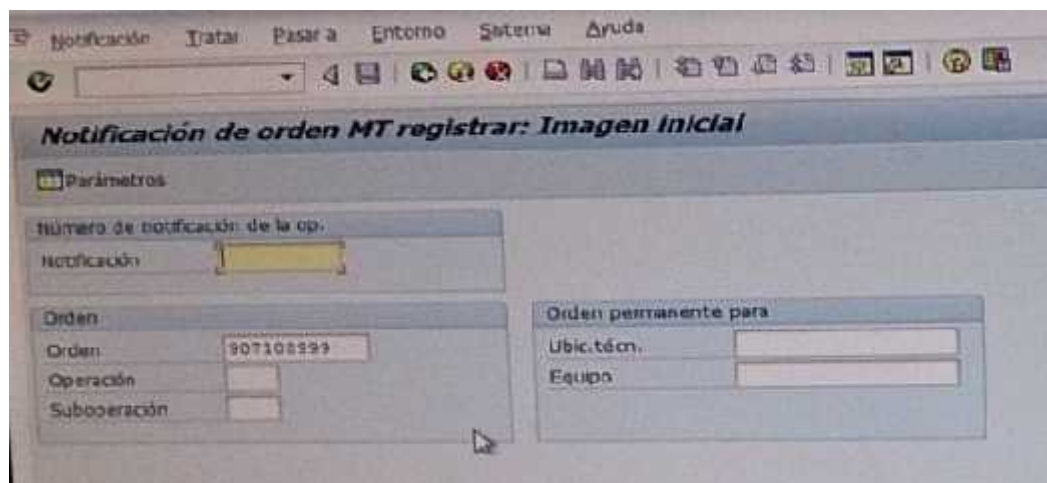 Notificación Tratar Pasar a Entorno Sistema Ayuda
Notificación de orden MT registrar: Imagen inicial
Parámetros
Número de notificación de la op.
Notificación
Orden
Orden 907108999
Operación
Suboperación
Orden permanente para
Ubic.técn.
Equipo